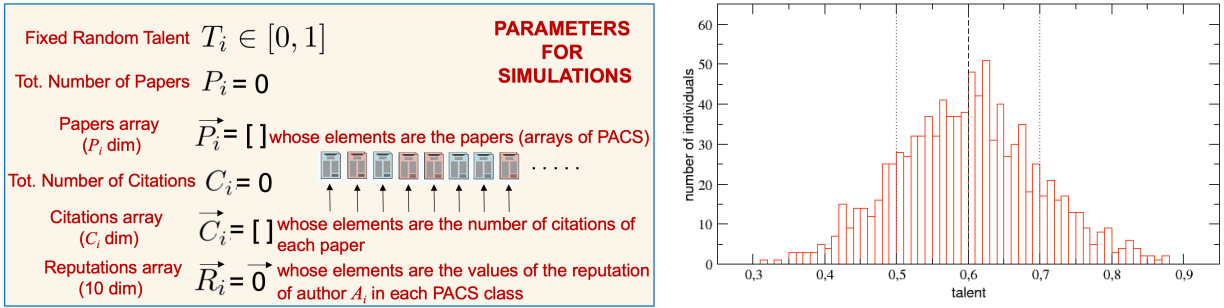 PARAMETERS
FOR
SIMULATIONS
Fixed Random Talent T_i ∈ [0, 1]
Tot. Number of Papers P_i = 0
Papers array
(P_i dim)
P⃗_i = [ ] whose elements are the papers (arrays of PACS)
. . . . .
Tot. Number of Citations C_i = 0
Citations array
(C_i dim)
C⃗_i = [ ] whose elements are the number of citations of
each paper
Reputations array
(10 dim)
R⃗_i = 0⃗ whose elements are the values of the reputation
of author A_i in each PACS class
number of individuals
60
50
40
30
20
10
0
0,3 0,4 0,5 0,6 0,7 0,8 0,9
talent